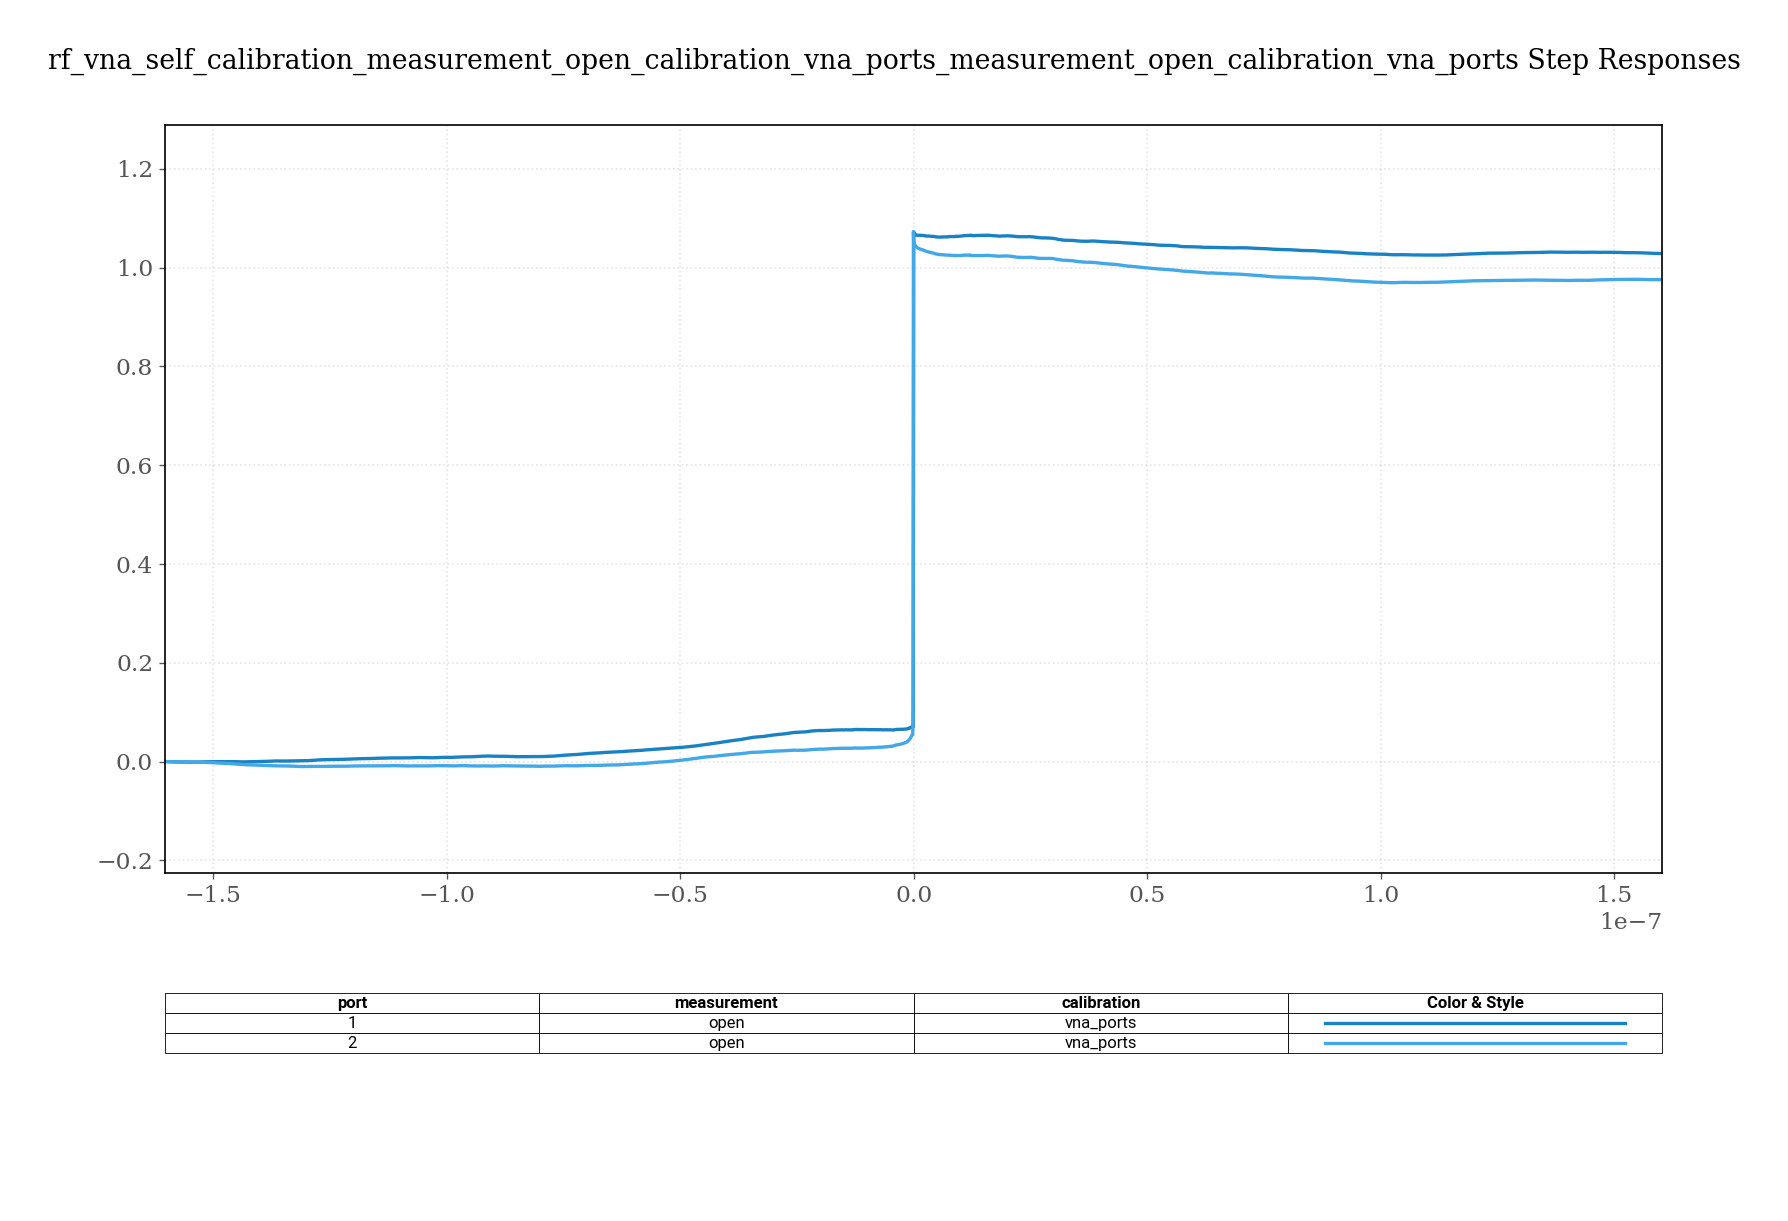 rf_vna_self_calibration_measurement_open_calibration_vna_ports_measurement_open_calibration_vna_ports Step Responses
1.2
1.0
0.8
0.6
0.4
0.2
0.0
−0.2
−1.5 −1.0 −0.5 0.0 0.5 1.0 1.5
1e−7
port measurement calibration Color & Style
1 open vna_ports
2 open vna_ports